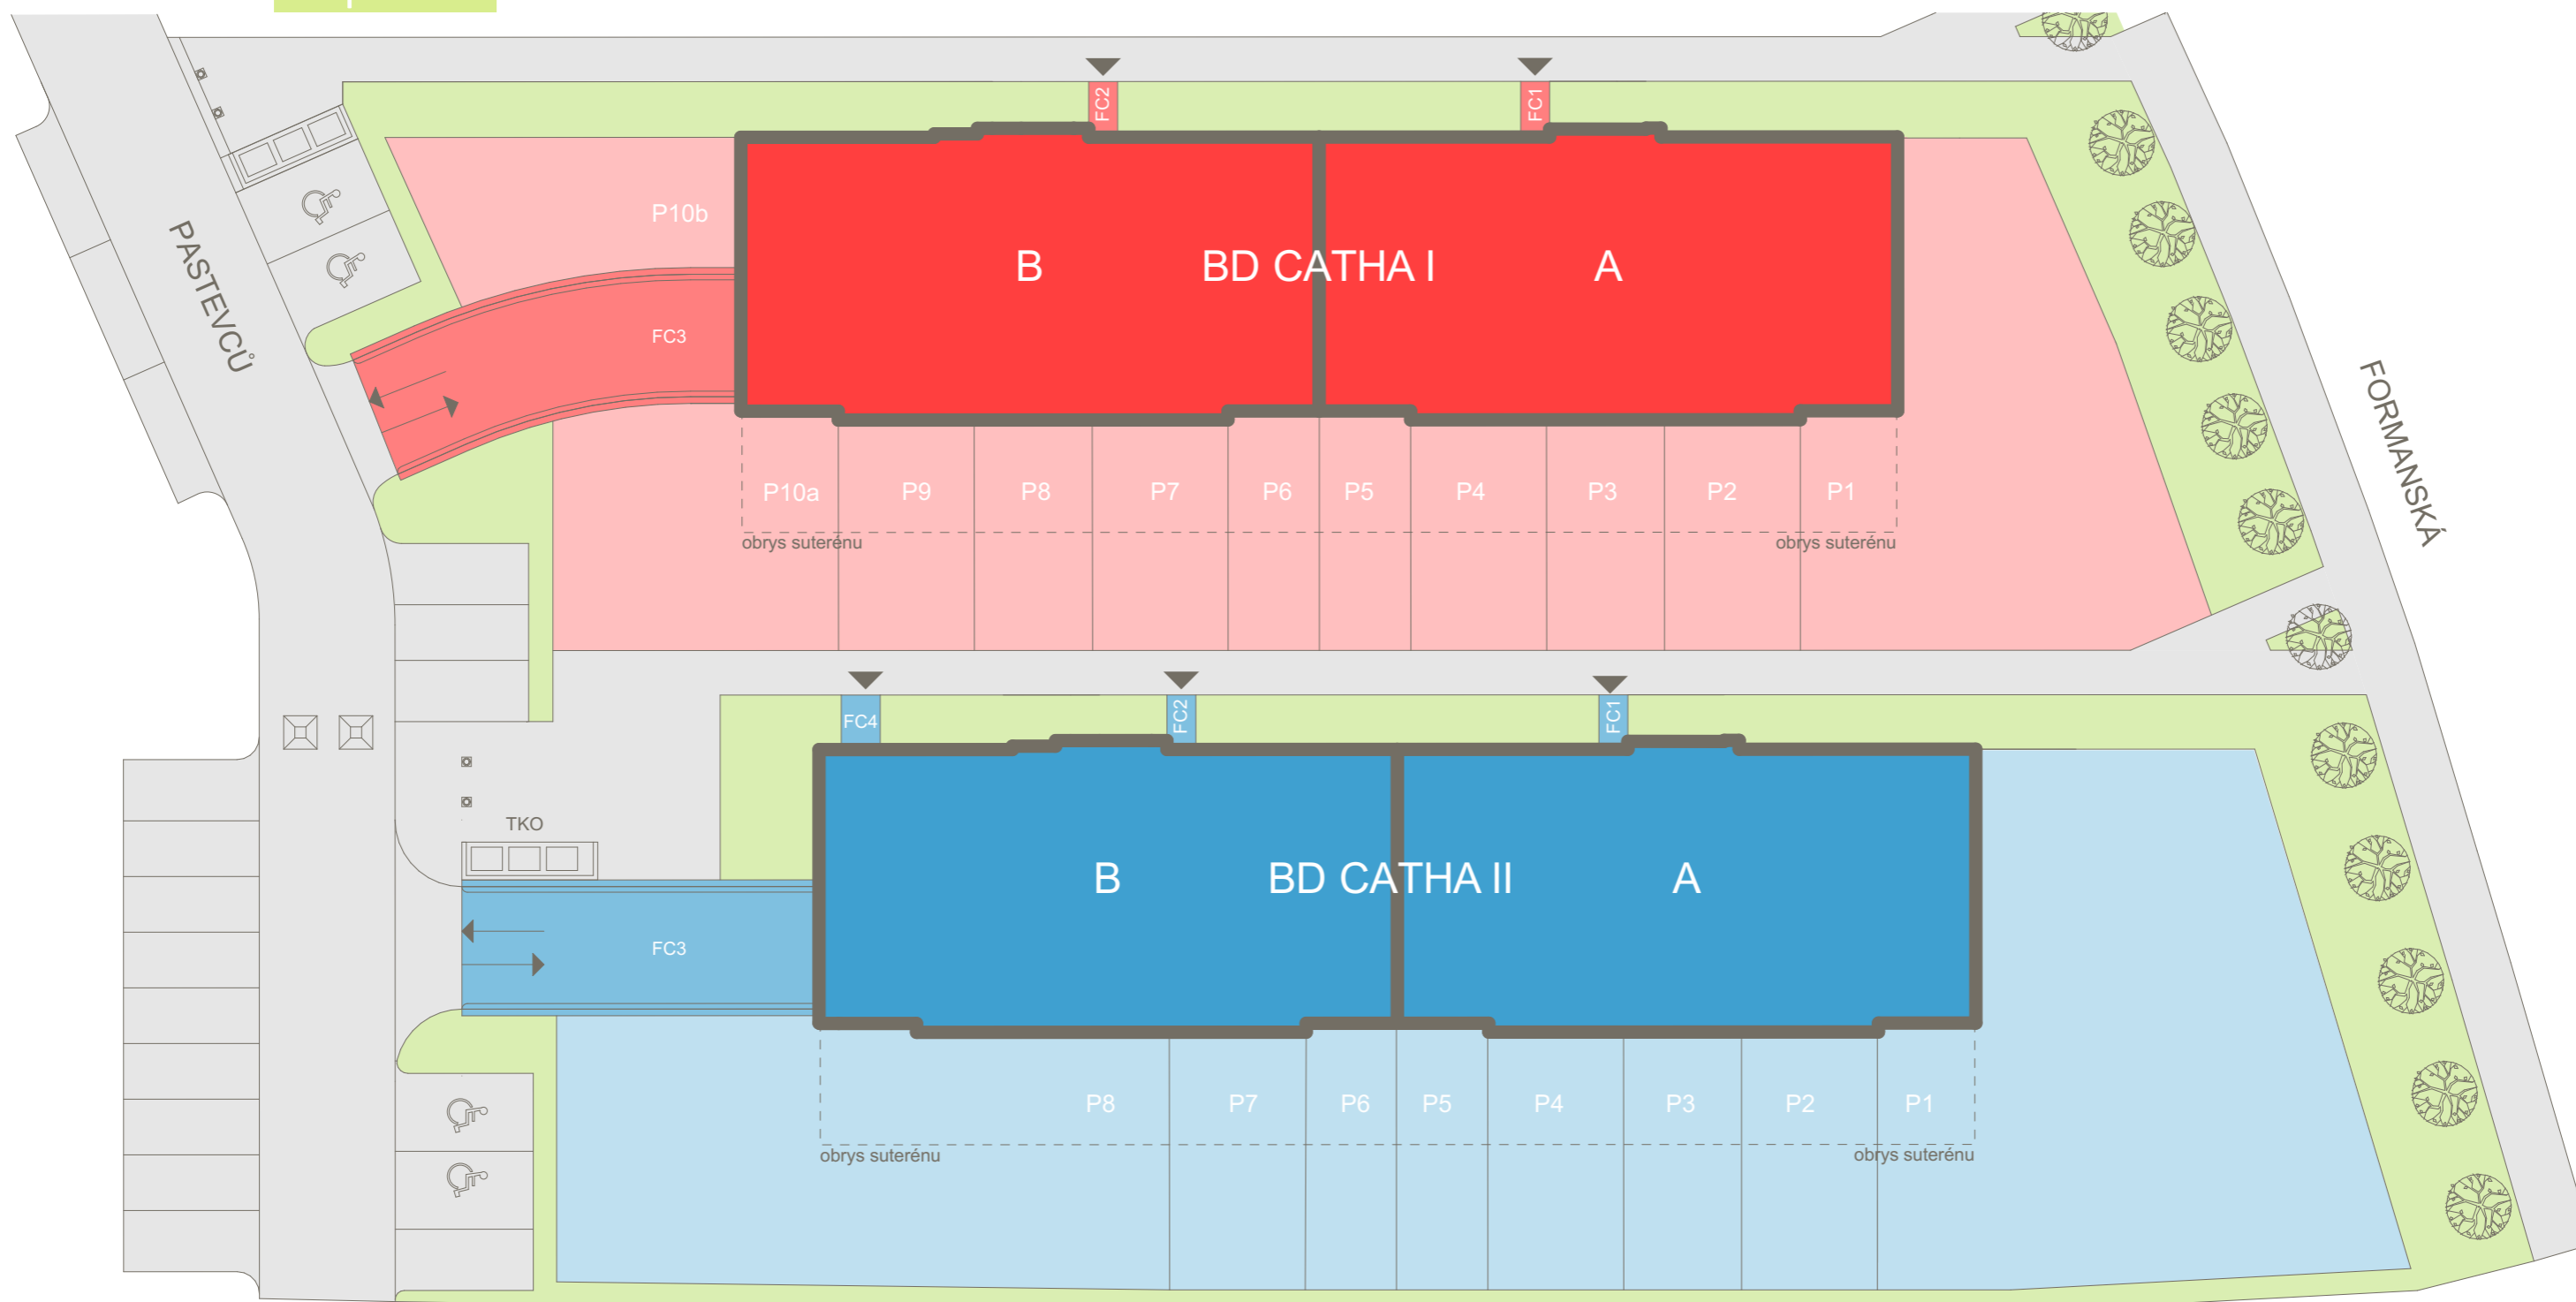 FC2
FC1
P10b
PASTEVCŮ
B
BD CATHA I
A
FC3
FORMANSKÁ
P10a
P9
P8
P7
P6
P5
P4
P3
P2
P1
obrys suterénu
obrys suterénu
FC4
FC2
FC1
TKO
B
BD CATHA II
A
FC3
P8
P7
P6
P5
P4
P3
P2
P1
obrys suterénu
obrys suterénu